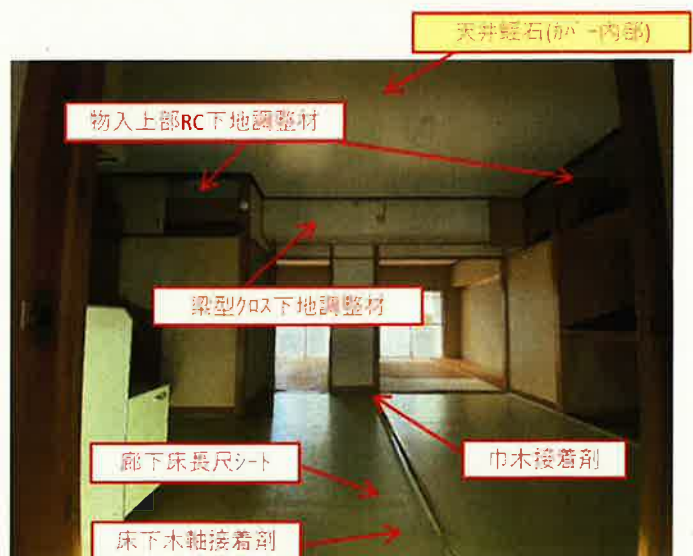 天井蛭石(ｶﾊﾞｰ内部)
物入上部RC下地調整材
梁型ｸﾛｽ下地調整材
巾木接着剤
廊下床長尺ｼｰﾄ
床下木軸接着剤